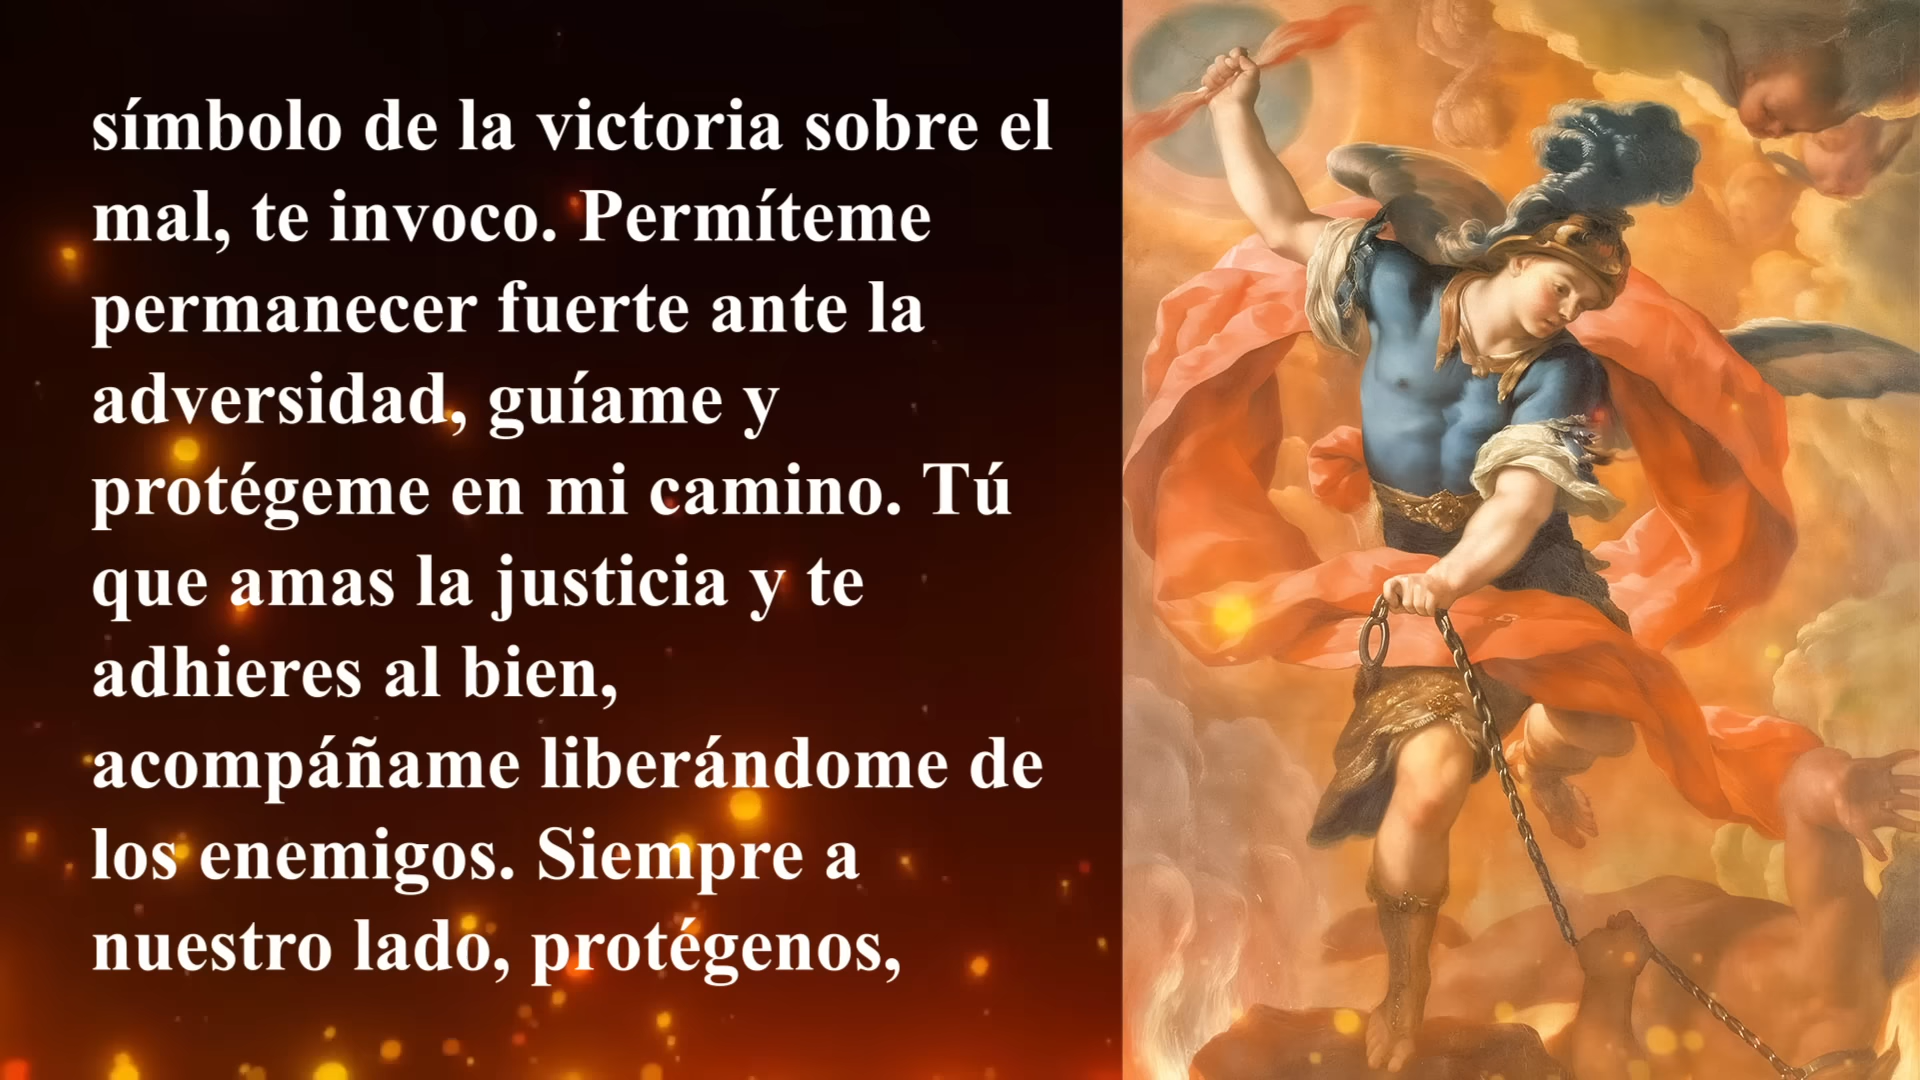 símbolo de la victoria sobre el
mal, te invoco. Permíteme
permanecer fuerte ante la
adversidad, guíame y
protégeme en mi camino. Tú
que amas la justicia y te
adhieres al bien,
acompáñame liberándome de
los enemigos. Siempre a
nuestro lado, protégenos,